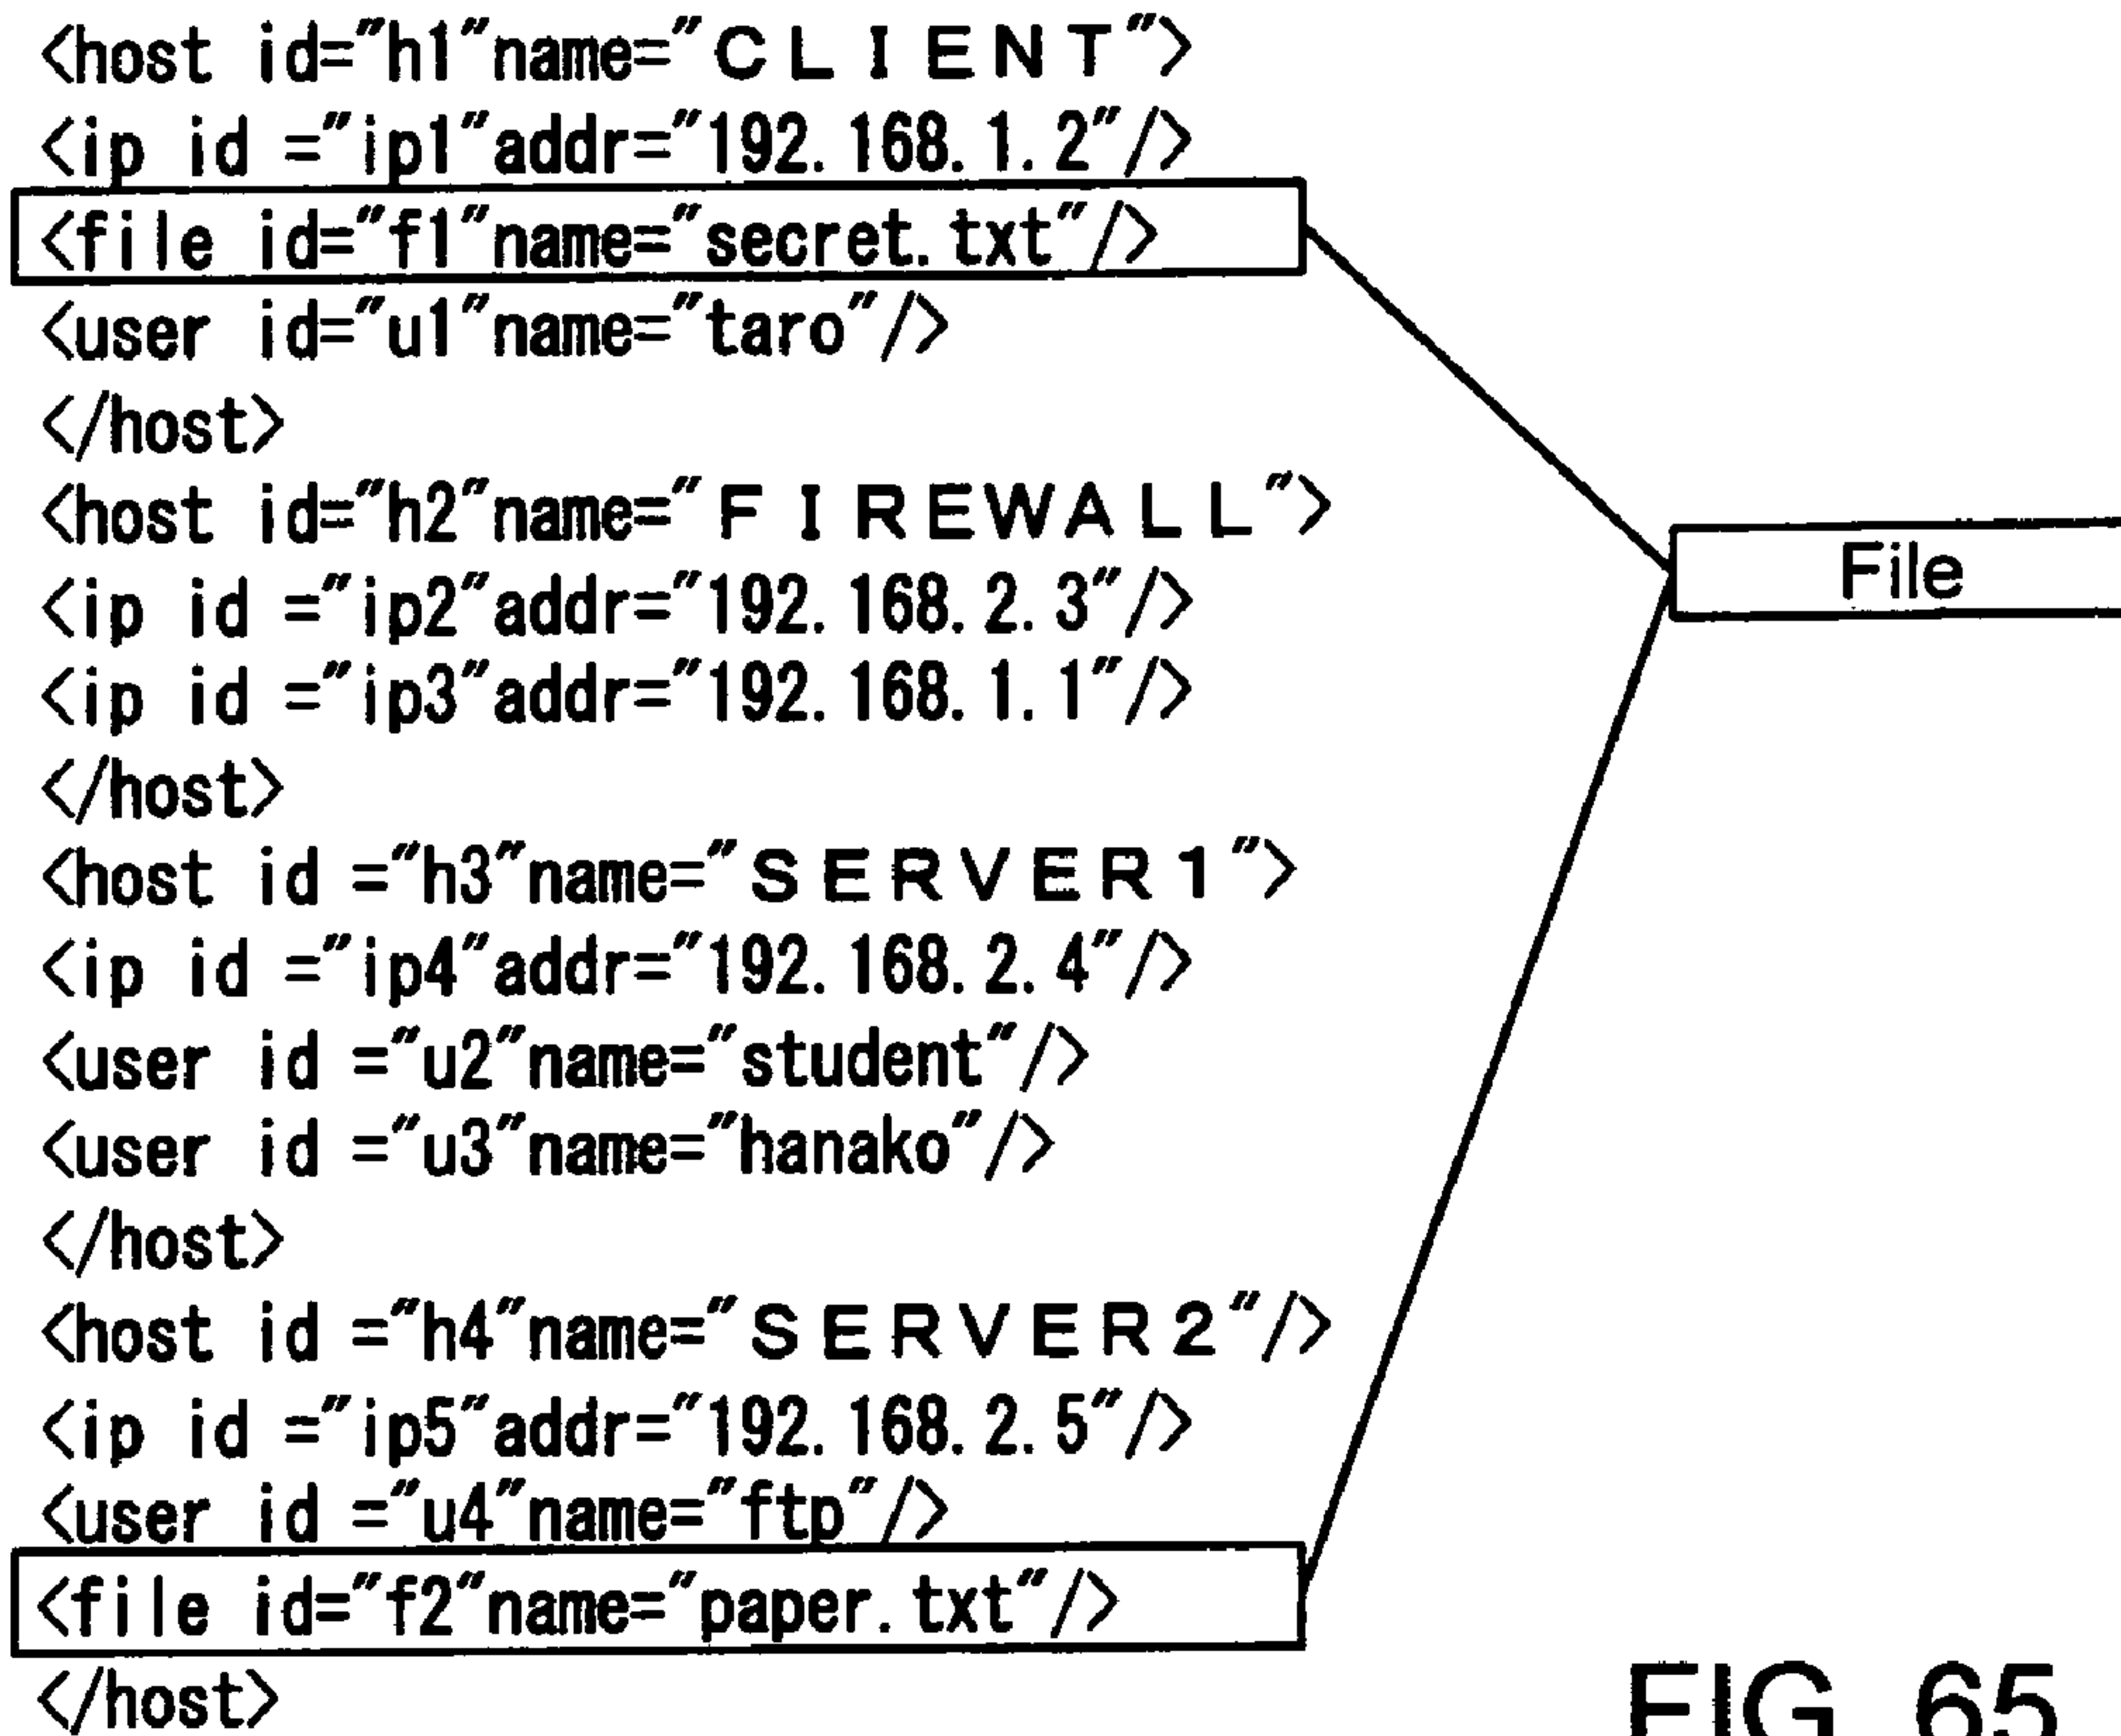 <host id="h1"name="CLIENT">
<ip id ="ip1"addr="192.168.1.2"/>
<file id="f1"name="secret.txt"/>
<user id="u1"name="taro"/>
</host>
<host id="h2"name="FIREWALL">
<ip id ="ip2"addr="192.168.2.3"/>
File
<ip id ="ip3"addr="192.168.1.1"/>
</host>
<host id ="h3"name="SERVER1">
<ip id ="ip4"addr="192.168.2.4"/>
<user id ="u2"name="student"/>
<user id ="u3"name="hanako"/>
</host>
<host id ="h4"name="SERVER2"/>
<ip id ="ip5"addr="192.168.2.5"/>
<user id ="u4"name="ftp"/>
<file id="f2"name="paper.txt"/>
</host>
FIG 65